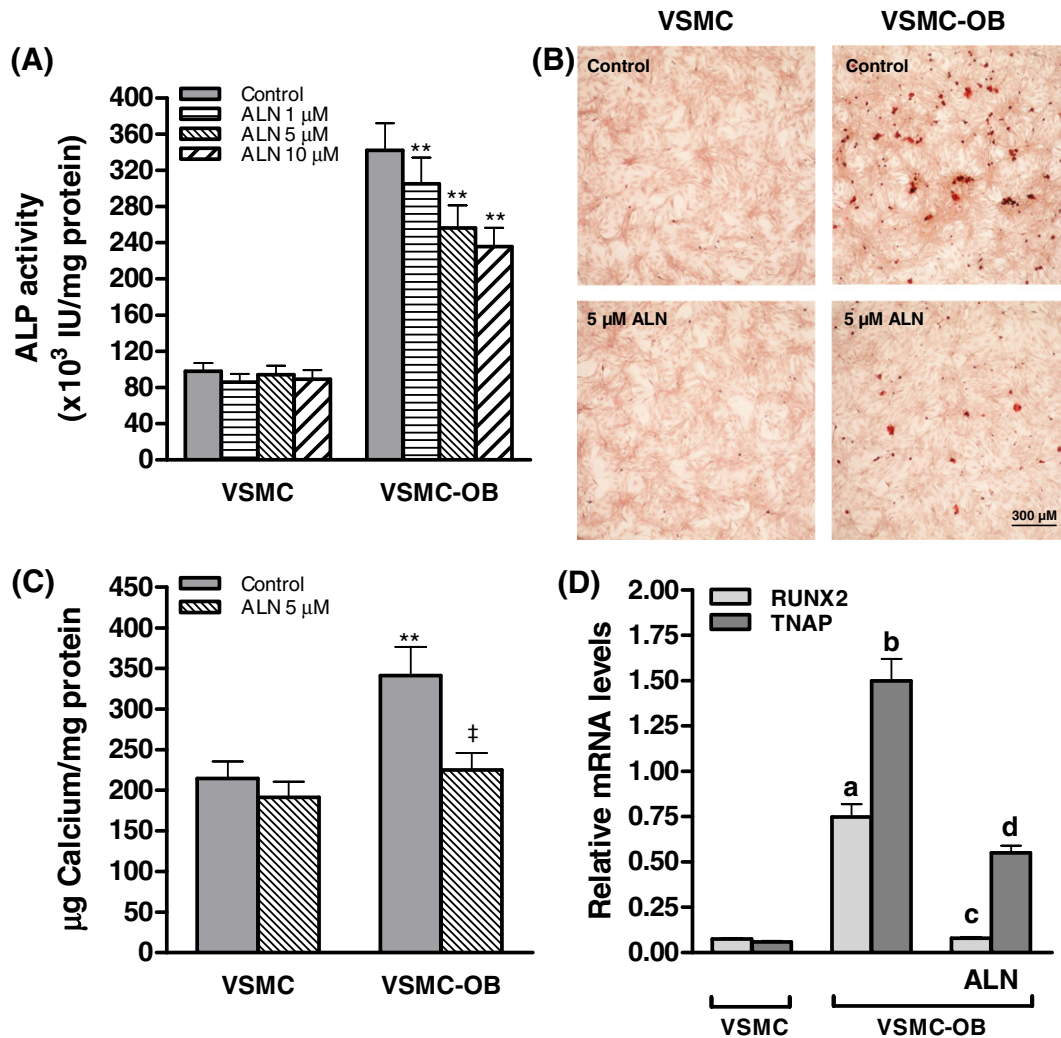 (A)
Control
ALN 1 μM
ALN 5 μM
ALN 10 μM
400
360
320
280
240
200
160
120
80
40
0
ALP activity
(x10³ IU/mg protein)
**
**
**
VSMC
VSMC-OB
(B)
VSMC
VSMC-OB
Control
Control
5 μM ALN
5 μM ALN
300 μM
(C)
Control
ALN 5 μM
450
400
350
300
250
200
150
100
50
0
μg Calcium/mg protein
**
‡
VSMC
VSMC-OB
(D)
RUNX2
TNAP
2.00
1.75
1.50
1.25
1.00
0.75
0.50
0.25
0.00
Relative mRNA levels
a
b
c
d
ALN
VSMC
VSMC-OB